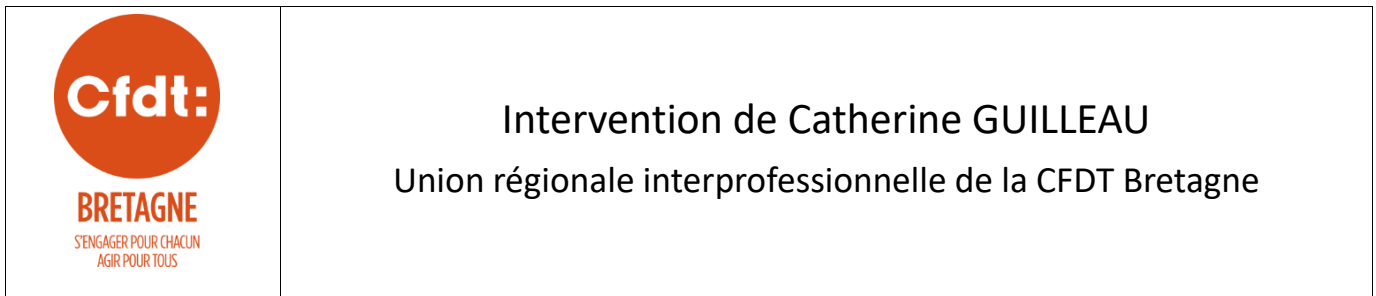 Cfdt:
BRETAGNE
S'ENGAGER POUR CHACUN
AGIR POUR TOUS
Intervention de Catherine GUILLEAU
Union régionale interprofessionnelle de la CFDT Bretagne